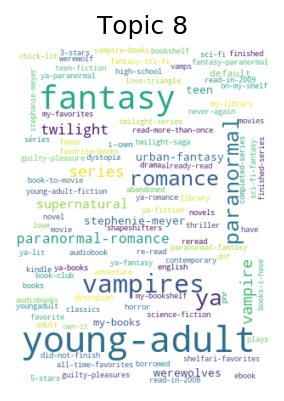 Topic 8
vampire-books
bookshelf
sci-fi
finished
chick-lit
3-stars
werewolf
vamps
fantasy-sci-fi
fantasy-paranormal
teen-fiction
high-school
default
on-my-shelf
ya-paranormal
love-triangle
read-in-2009
stephanie-meyer
fantasy
teen
my-library
my-favorites
twilight-series
never-again
movies
twilight
read-more-than-once
séries
faves
favorite-books
i-own
twilight-saga
urban-fantasy
guilty-pleasure
dystopia
drama
already-read
book-to-movie
series
romance
paranormal
completed-series
sci-fi-fantasy
finished-series
young-adult-fiction
supernatural
abandoned
ya-romance
library
novel
ya-fiction
novels
love
stephenie-meyer
have
movie
shapeshifters
thriller
paranormal-romance
reread
paranormal-fantasy
ya-lit
audiobook
re-read
ya-fantasy
dnf
book-club
kindle
ya-books
english
adventure
books
vampires
ya
pnr
vampire
books-i-have
audiobooks
dystopian
my-bookshelf
youngadult
classics
horror
science-fiction
favorite
adult
own-it
my-books
plays
young-adult
did-not-finish
borrowed
shelfari-favorites
all-time-favorites
werewolves
5-stars
guilty-pleasures
read-in-2008
ebook